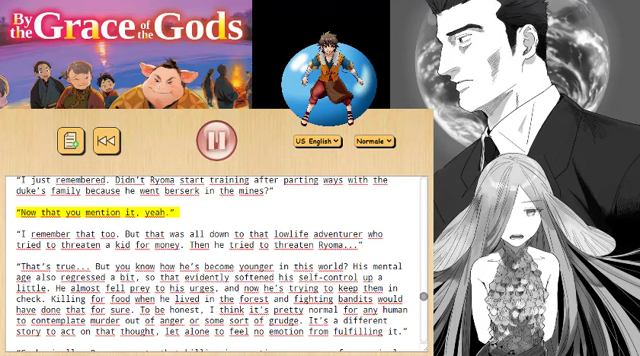 By the Grace of the Gods
US English
Normale
"I just remembered. Didn't Ryoma start training after parting ways with the
duke's family because he went berserk in the mines?"
"Now that you mention it, yeah."
"I remember that too. But that was all down to that lowlife adventurer who
tried to threaten a kid for money. Then he tried to threaten Ryoma..."
"That's true... But you know how he's become younger in this world? His mental
age also regressed a bit, so that evidently softened his self-control up a
little. He almost fell prey to his urges, and now he's trying to keep them in
check. Killing for food when he lived in the forest and fighting bandits would
have done that for sure. To be honest, I think it's pretty normal for any human
to contemplate murder out of anger or some sort of grudge. It's a different
story to act on that thought, let alone to feel no emotion from fulfilling it."